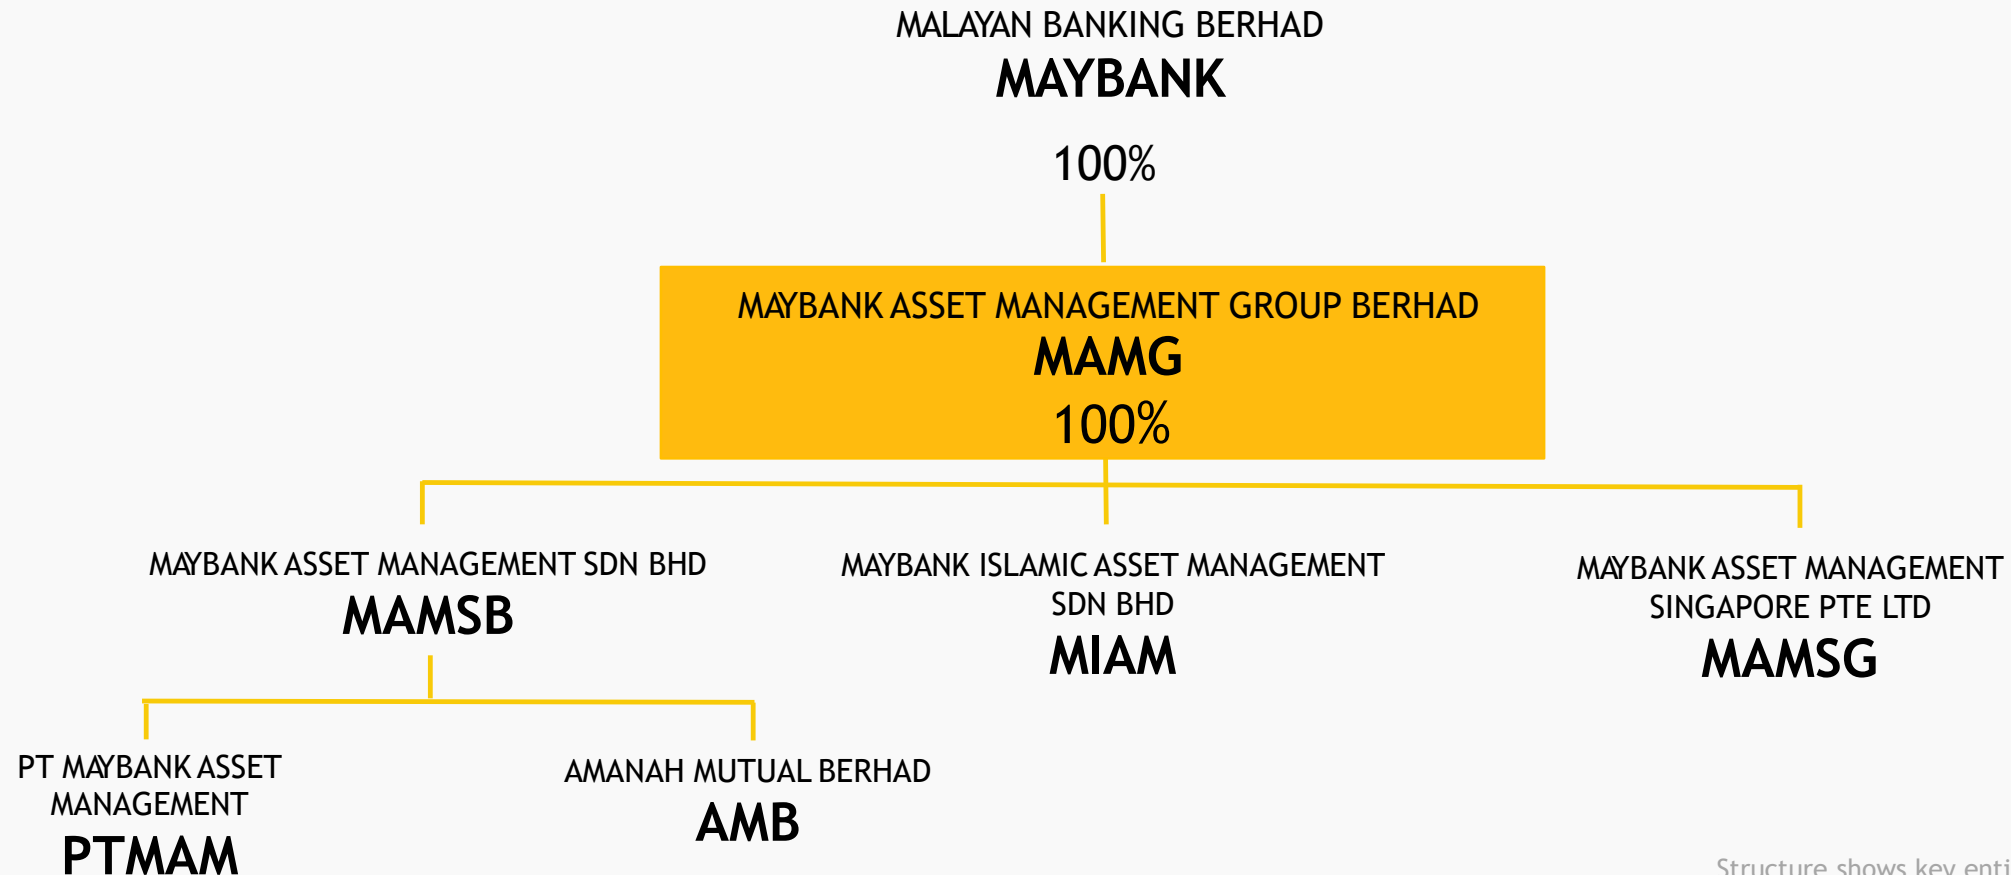 MALAYAN BANKING BERHAD
MAYBANK
100%
MAYBANK ASSET MANAGEMENT GROUP BERHAD
MAMG
100%
MAYBANK ASSET MANAGEMENT SDN BHD
MAMSB
MAYBANK ISLAMIC ASSET MANAGEMENT
SDN BHD
MIAM
MAYBANK ASSET MANAGEMENT
SINGAPORE PTE LTD
MAMSG
PT MAYBANK ASSET
MANAGEMENT
PTMAM
AMANAH MUTUAL BERHAD
AMB
Structure shows key